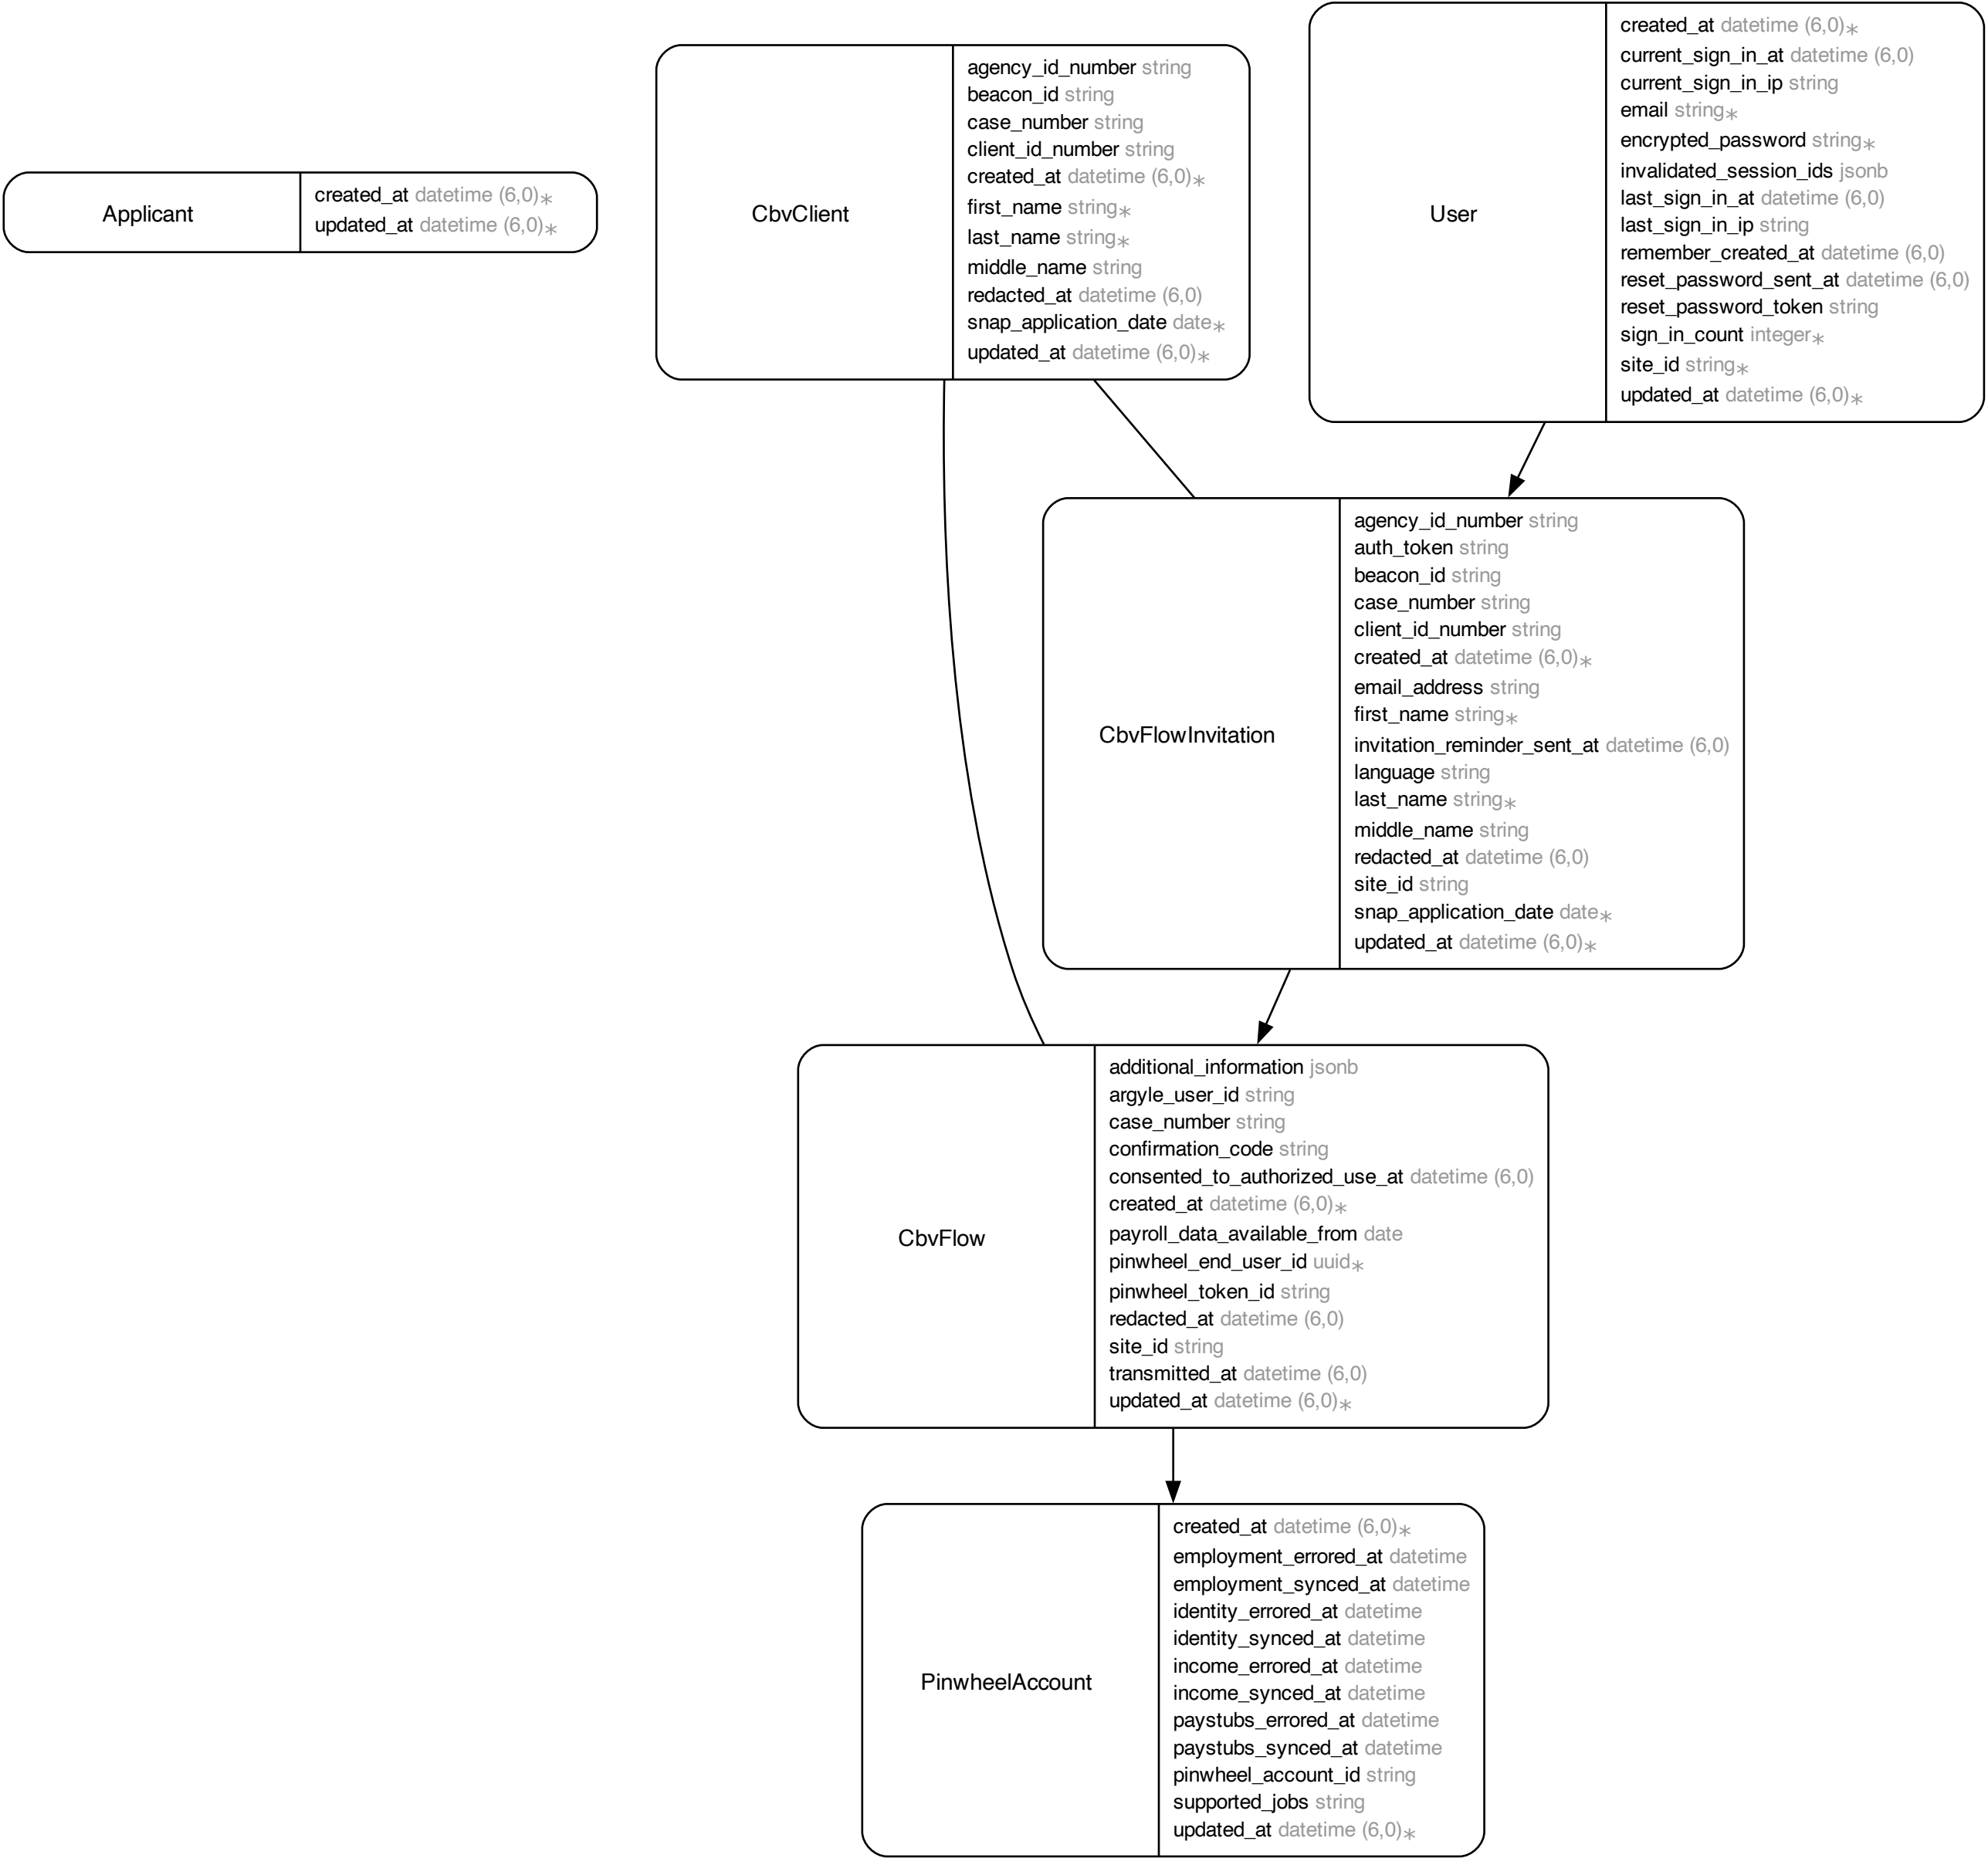 Applicant
created_at datetime (6,0)∗
updated_at datetime (6,0)∗
CbvClient
agency_id_number string
beacon_id string
case_number string
client_id_number string
created_at datetime (6,0)∗
first_name string∗
last_name string∗
middle_name string
redacted_at datetime (6,0)
snap_application_date date∗
updated_at datetime (6,0)∗
User
created_at datetime (6,0)∗
current_sign_in_at datetime (6,0)
current_sign_in_ip string
email string∗
encrypted_password string∗
invalidated_session_ids jsonb
last_sign_in_at datetime (6,0)
last_sign_in_ip string
remember_created_at datetime (6,0)
reset_password_sent_at datetime (6,0)
reset_password_token string
sign_in_count integer∗
site_id string∗
updated_at datetime (6,0)∗
CbvFlowInvitation
agency_id_number string
auth_token string
beacon_id string
case_number string
client_id_number string
created_at datetime (6,0)∗
email_address string
first_name string∗
invitation_reminder_sent_at datetime (6,0)
language string
last_name string∗
middle_name string
redacted_at datetime (6,0)
site_id string
snap_application_date date∗
updated_at datetime (6,0)∗
CbvFlow
additional_information jsonb
argyle_user_id string
case_number string
confirmation_code string
consented_to_authorized_use_at datetime (6,0)
created_at datetime (6,0)∗
payroll_data_available_from date
pinwheel_end_user_id uuid∗
pinwheel_token_id string
redacted_at datetime (6,0)
site_id string
transmitted_at datetime (6,0)
updated_at datetime (6,0)∗
PinwheelAccount
created_at datetime (6,0)∗
employment_errored_at datetime
employment_synced_at datetime
identity_errored_at datetime
identity_synced_at datetime
income_errored_at datetime
income_synced_at datetime
paystubs_errored_at datetime
paystubs_synced_at datetime
pinwheel_account_id string
supported_jobs string
updated_at datetime (6,0)∗